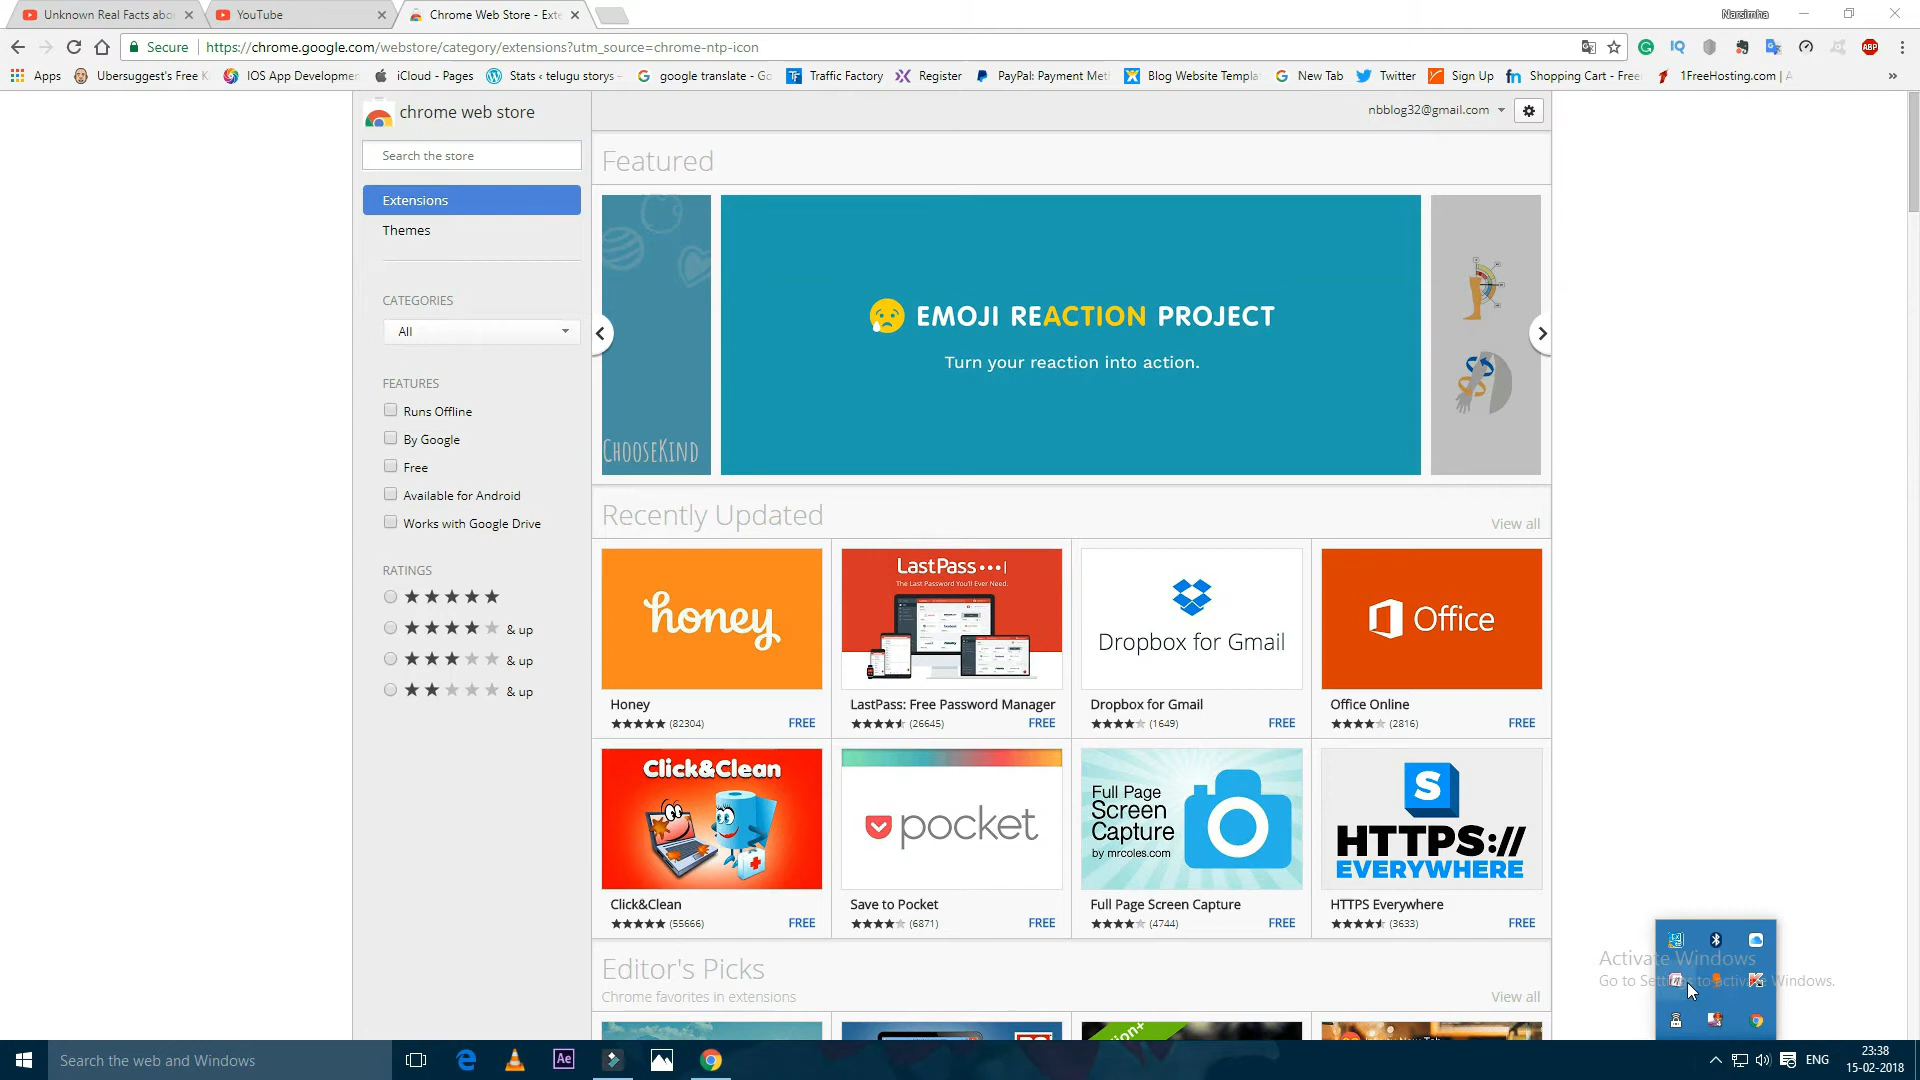 Unknown Real Facts abo
YouTube
Chrome Web Store - Exte
Narsimha
Secure
https://chrome.google.com/webstore/category/extensions?utm_source=chrome-ntp-icon
Apps
Ubersuggest's Free K
IOS App Developmen
iCloud - Pages
Stats ‹ telugu storys –
google translate - Go
Traffic Factory
Register
PayPal: Payment Met
Blog Website Templa
New Tab
Twitter
Sign Up
Shopping Cart - Free
1FreeHosting.com | A
ABP
chrome web store
nbblog32@gmail.com
Search the store
Extensions
Themes
CATEGORIES
All
FEATURES
Runs Offline
By Google
Free
Available for Android
Works with Google Drive
RATINGS
& up
& up
& up
Featured
CHOOSEKIND
EMOJI REACTION PROJECT
Turn your reaction into action.
Recently Updated
View all
honey
LastPass
The Last Password You'll Ever Need.
Dropbox for Gmail
Office
Honey
(82304)
FREE
LastPass: Free Password Manager
(26645)
FREE
Dropbox for Gmail
(1649)
FREE
Office Online
(2816)
FREE
Click&Clean
pocket
Full Page
Screen
Capture
by mrcoles.com
S
HTTPS://
EVERYWHERE
Click&Clean
(55666)
FREE
Save to Pocket
(6871)
FREE
Full Page Screen Capture
(4744)
FREE
HTTPS Everywhere
(3633)
FREE
Editor's Picks
Chrome favorites in extensions
View all
Activate Windows
Go to Settings to activate Windows.
Search the web and Windows
Ae
ENG
23:38
15-02-2018